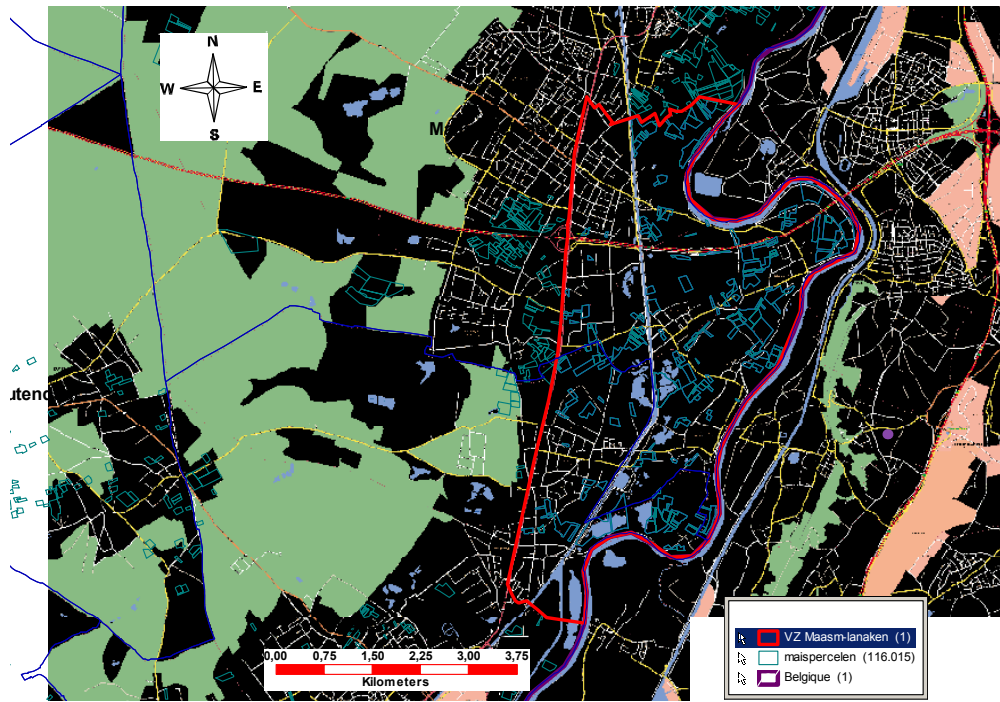 N
W E
S
M
utend
0,00 0,75 1,50 2,25 3,00 3,75
Kilometers
VZ Maasm-lanaken (1)
maispercelen (116.015)
Belgique (1)